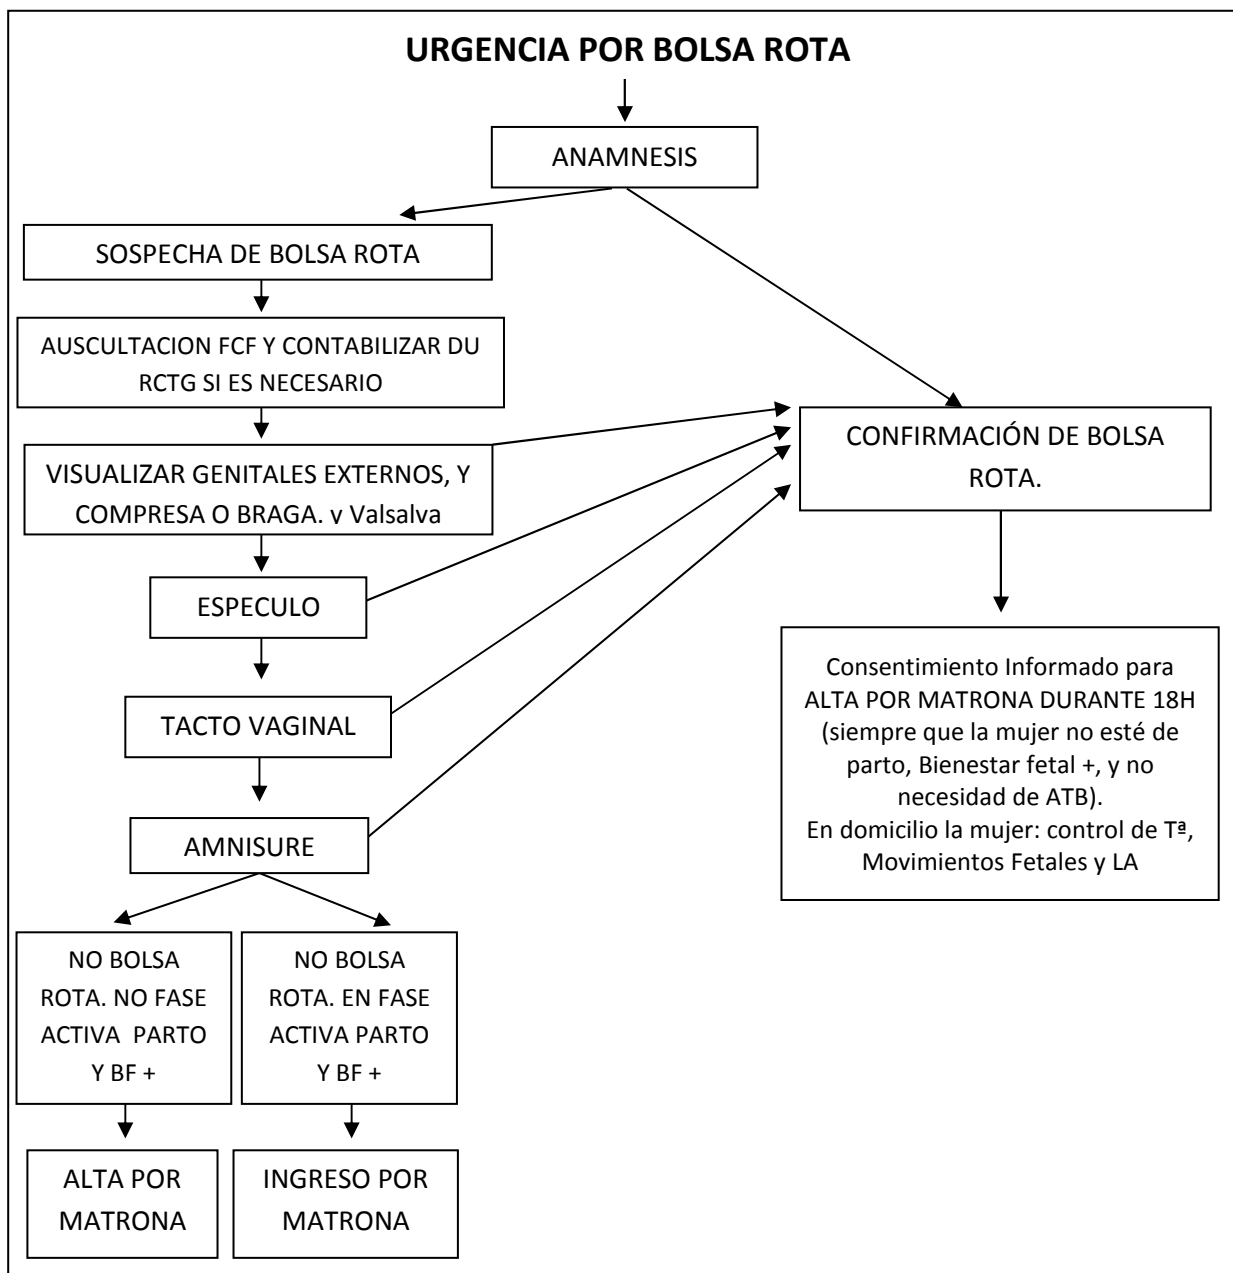 URGENCIA POR BOLSA ROTA
ANAMNESIS
SOSPECHA DE BOLSA ROTA
AUSCULTACION FCF Y CONTABILIZAR DU
RCTG SI ES NECESARIO
VISUALIZAR GENITALES EXTERNOS, Y
COMPRESA O BRAGA. y Valsalva
CONFIRMACIÓN DE BOLSA
ROTA.
ESPECULO
TACTO VAGINAL
AMNISURE
Consentimiento Informado para
ALTA POR MATRONA DURANTE 18H
(siempre que la mujer no esté de
parto, Bienestar fetal +, y no
necesidad de ATB).
En domicilio la mujer: control de Tª,
Movimientos Fetales y LA
NO BOLSA
ROTA. NO FASE
ACTIVA PARTO
Y BF +
NO BOLSA
ROTA. EN FASE
ACTIVA PARTO
Y BF +
ALTA POR
MATRONA
INGRESO POR
MATRONA